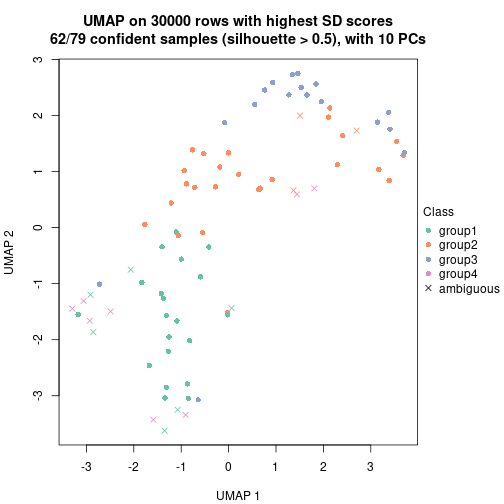 UMAP on 30000 rows with highest SD scores
62/79 confident samples (silhouette > 0.5), with 10 PCs
3
2
1
0
-1
-2
-3
UMAP 2
-3
-2
-1
0
1
2
3
UMAP 1
Class
group1
group2
group3
group4
ambiguous